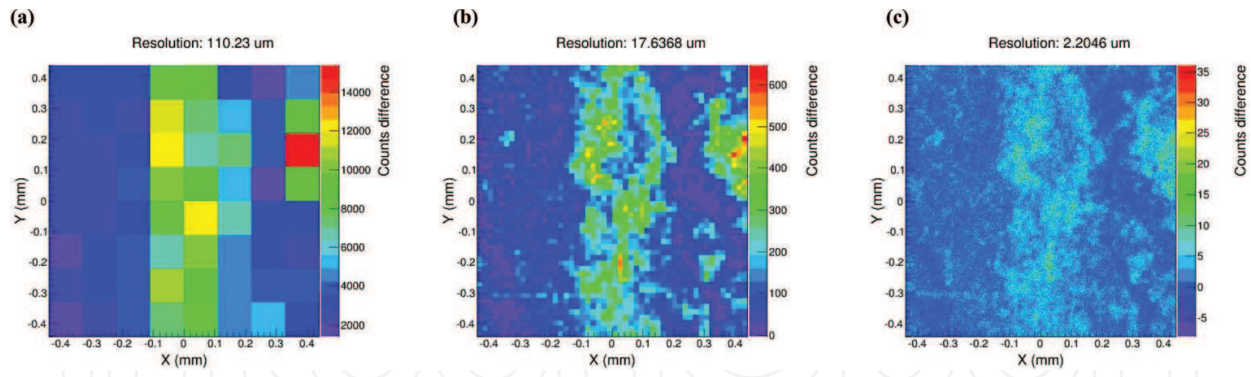 (a)
Resolution: 110.23 um
0.4
0.3
0.2
0.1
0
-0.1
-0.2
-0.3
-0.4
Y (mm)
-0.4 -0.3 -0.2 -0.1 0 0.1 0.2 0.3 0.4
X (mm)
14000
12000
10000
8000
6000
4000
2000
Counts difference
(b)
Resolution: 17.6368 um
0.4
0.3
0.2
0.1
0
-0.1
-0.2
-0.3
-0.4
Y (mm)
-0.4 -0.3 -0.2 -0.1 0 0.1 0.2 0.3 0.4
X (mm)
600
500
400
300
200
100
0
Counts difference
(c)
Resolution: 2.2046 um
0.4
0.3
0.2
0.1
0
-0.1
-0.2
-0.3
-0.4
Y (mm)
-0.4 -0.3 -0.2 -0.1 0 0.1 0.2 0.3 0.4
X (mm)
35
30
25
20
15
10
5
0
-5
Counts difference